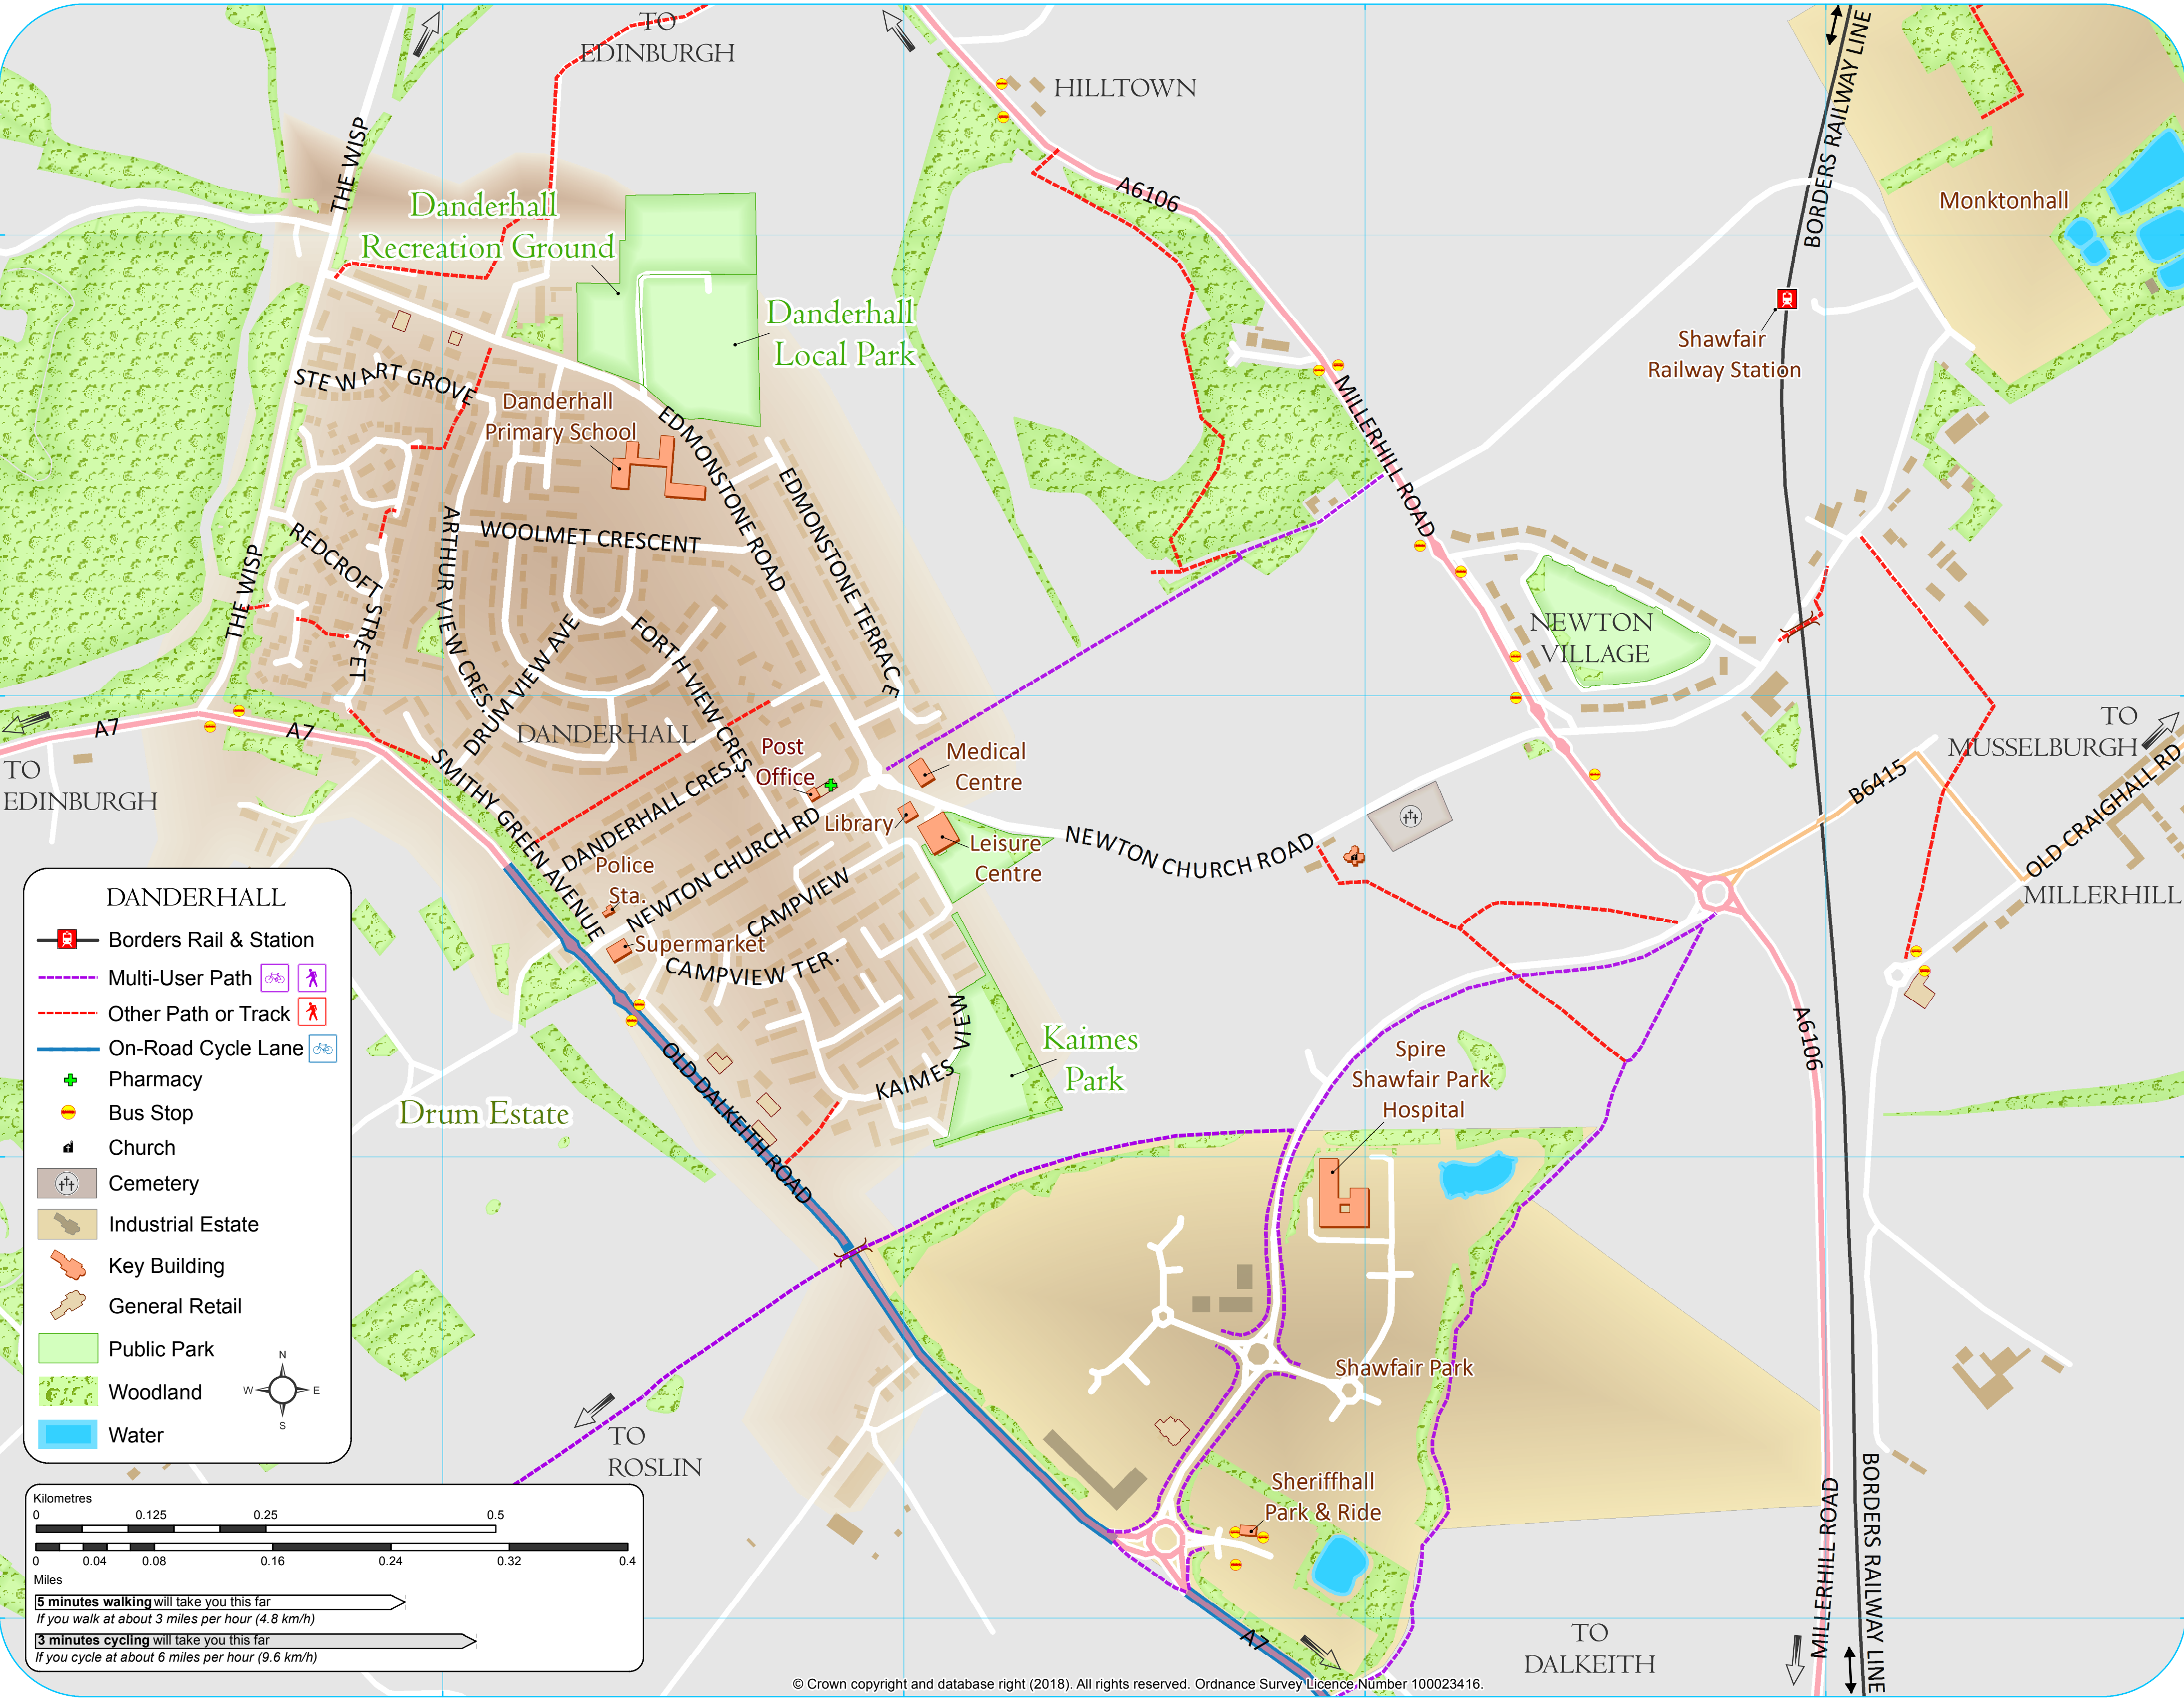 TO
EDINBURGH
HILLTOWN
THE WISP
A6106
BORDERS RAILWAY LINE
Monktonhall
Danderhall
Recreation Ground
Danderhall
Local Park
Shawfair
Railway Station
STEWART GROVE
Danderhall
Primary School
EDMONSTONE ROAD
MILLERHILL ROAD
EDMONSTONE TERRACE
WOOLMET CRESCENT
REDCROFT STREET
ARTHUR VIEW CRES.
THE WISP
DRUM VIEW AVE
FORTH VIEW CRES.
NEWTON
VILLAGE
A7
A7
TO
EDINBURGH
DANDERHALL
SMITHY GREEN AVENUE
Post
Office
Medical
Centre
TO
MUSSELBURGH
B6415
OLD CRAIGHALL RD
MILLERHILL
DANDERHALL CRES.
Library
NEWTON CHURCH ROAD
Leisure
Centre
Police
Sta.
NEWTON CHURCH RD
CAMPVIEW
Supermarket
CAMPVIEW TER.
KAIMES VIEW
Kaimes
Park
OLD DALKEITH ROAD
Drum Estate
A6106
Spire
Shawfair Park
Hospital
Shawfair Park
Sheriffhall
Park & Ride
TO
ROSLIN
A7
TO
DALKEITH
MILLERHILL ROAD
BORDERS RAILWAY LINE
DANDERHALL
Borders Rail & Station
Multi-User Path
Other Path or Track
On-Road Cycle Lane
Pharmacy
Bus Stop
Church
Cemetery
Industrial Estate
Key Building
General Retail
Public Park
Woodland
Water
N
W E
S
Kilometres
0 0.125 0.25 0.5
0 0.04 0.08 0.16 0.24 0.32 0.4
Miles
5 minutes walking will take you this far
If you walk at about 3 miles per hour (4.8 km/h)
3 minutes cycling will take you this far
If you cycle at about 6 miles per hour (9.6 km/h)
© Crown copyright and database right (2018). All rights reserved. Ordnance Survey Licence Number 100023416.